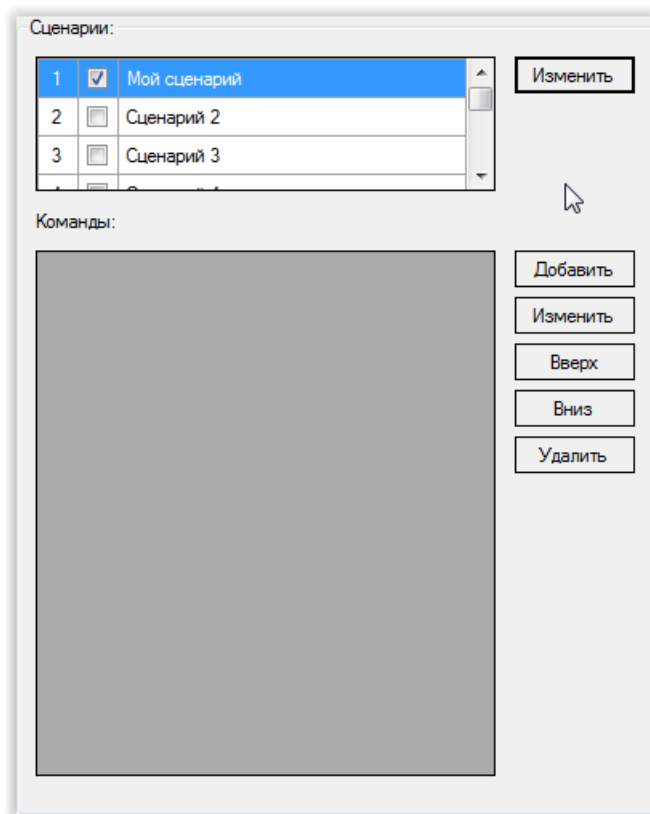 Сценарии:
1 Мой сценарий
Изменить
2 Сценарий 2
3 Сценарий 3
Команды:
Добавить
Изменить
Вверх
Вниз
Удалить